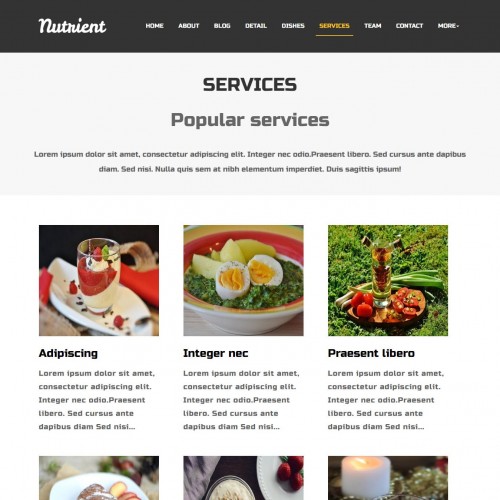 Nutrient
HOME ABOUT BLOG DETAIL DISHES SERVICES TEAM CONTACT MORE
SERVICES
Popular services
Lorem ipsum dolor sit amet, consectetur adipiscing elit. Integer nec odio.Praesent libero. Sed cursus ante dapibus
diam. Sed nisi. Nulla quis sem at nibh elementum imperdiet. Duis sagittis ipsum!
Adipiscing
Lorem ipsum dolor sit amet,
consectetur adipiscing elit.
Integer nec odio.Praesent
libero. Sed cursus ante
dapibus diam Sed nisi...
Integer nec
Lorem ipsum dolor sit amet,
consectetur adipiscing elit.
Integer nec odio.Praesent
libero. Sed cursus ante
dapibus diam Sed nisi...
Praesent libero
Lorem ipsum dolor sit amet,
consectetur adipiscing elit.
Integer nec odio.Praesent
libero. Sed cursus ante
dapibus diam Sed nisi...